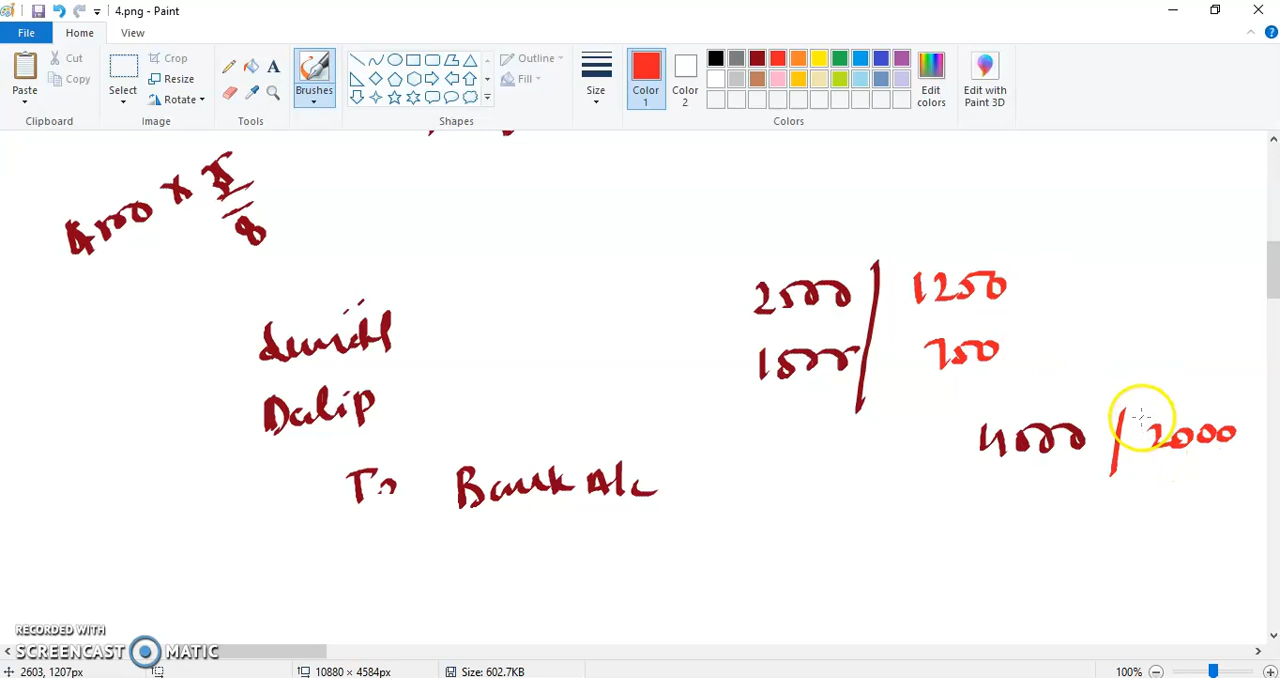 4.png - Paint
File Home View
Paste Cut Copy Select Crop Resize Rotate Brushes Outline Fill Size Color 1 Color 2 Edit colors Edit with Paint 3D
Clipboard Image Tools Shapes Colors
4000 × 5/8
2500 | 1250
Sunil
1500 | 750
Dalip
4000 | 2000
To Bank A/c
RECORDED WITH
SCREENCAST MATIC
2603, 1207px 10880 × 4584px Size: 602.7KB 100%